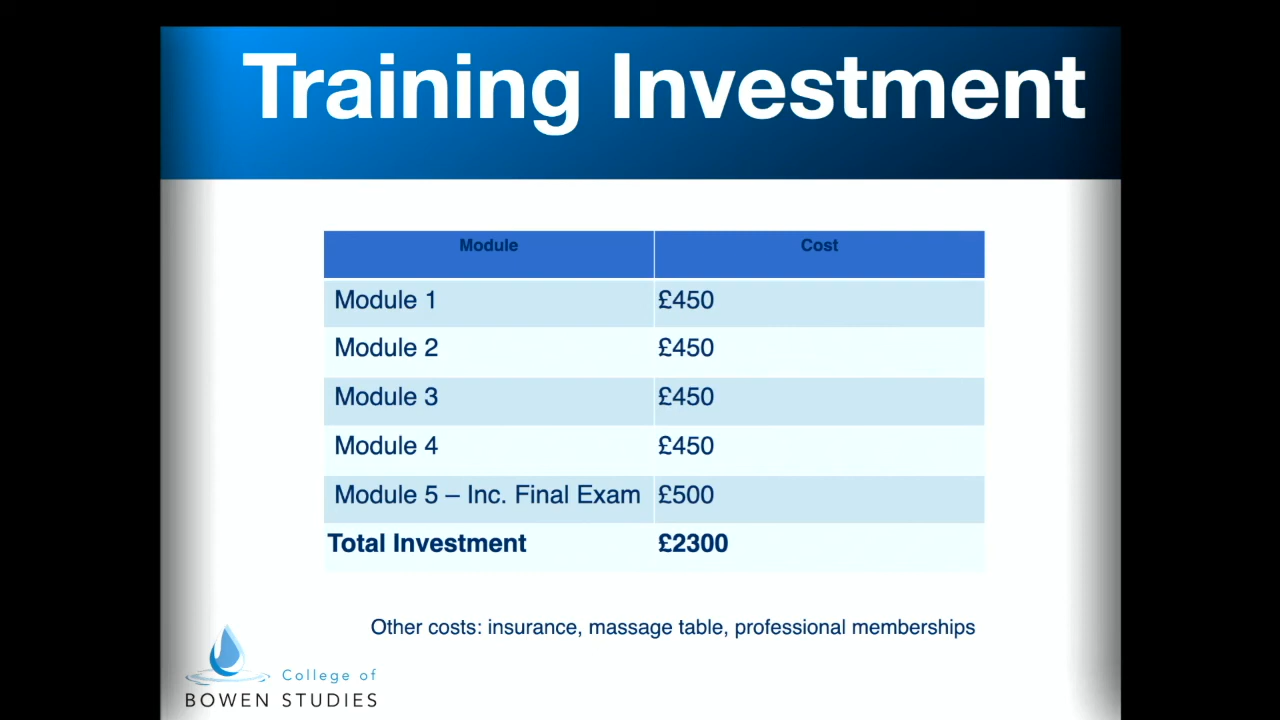 Training Investment
Module Cost
Module 1 £450
Module 2 £450
Module 3 £450
Module 4 £450
Module 5 – Inc. Final Exam £500
Total Investment £2300
Other costs: insurance, massage table, professional memberships
College of
BOWEN STUDIES